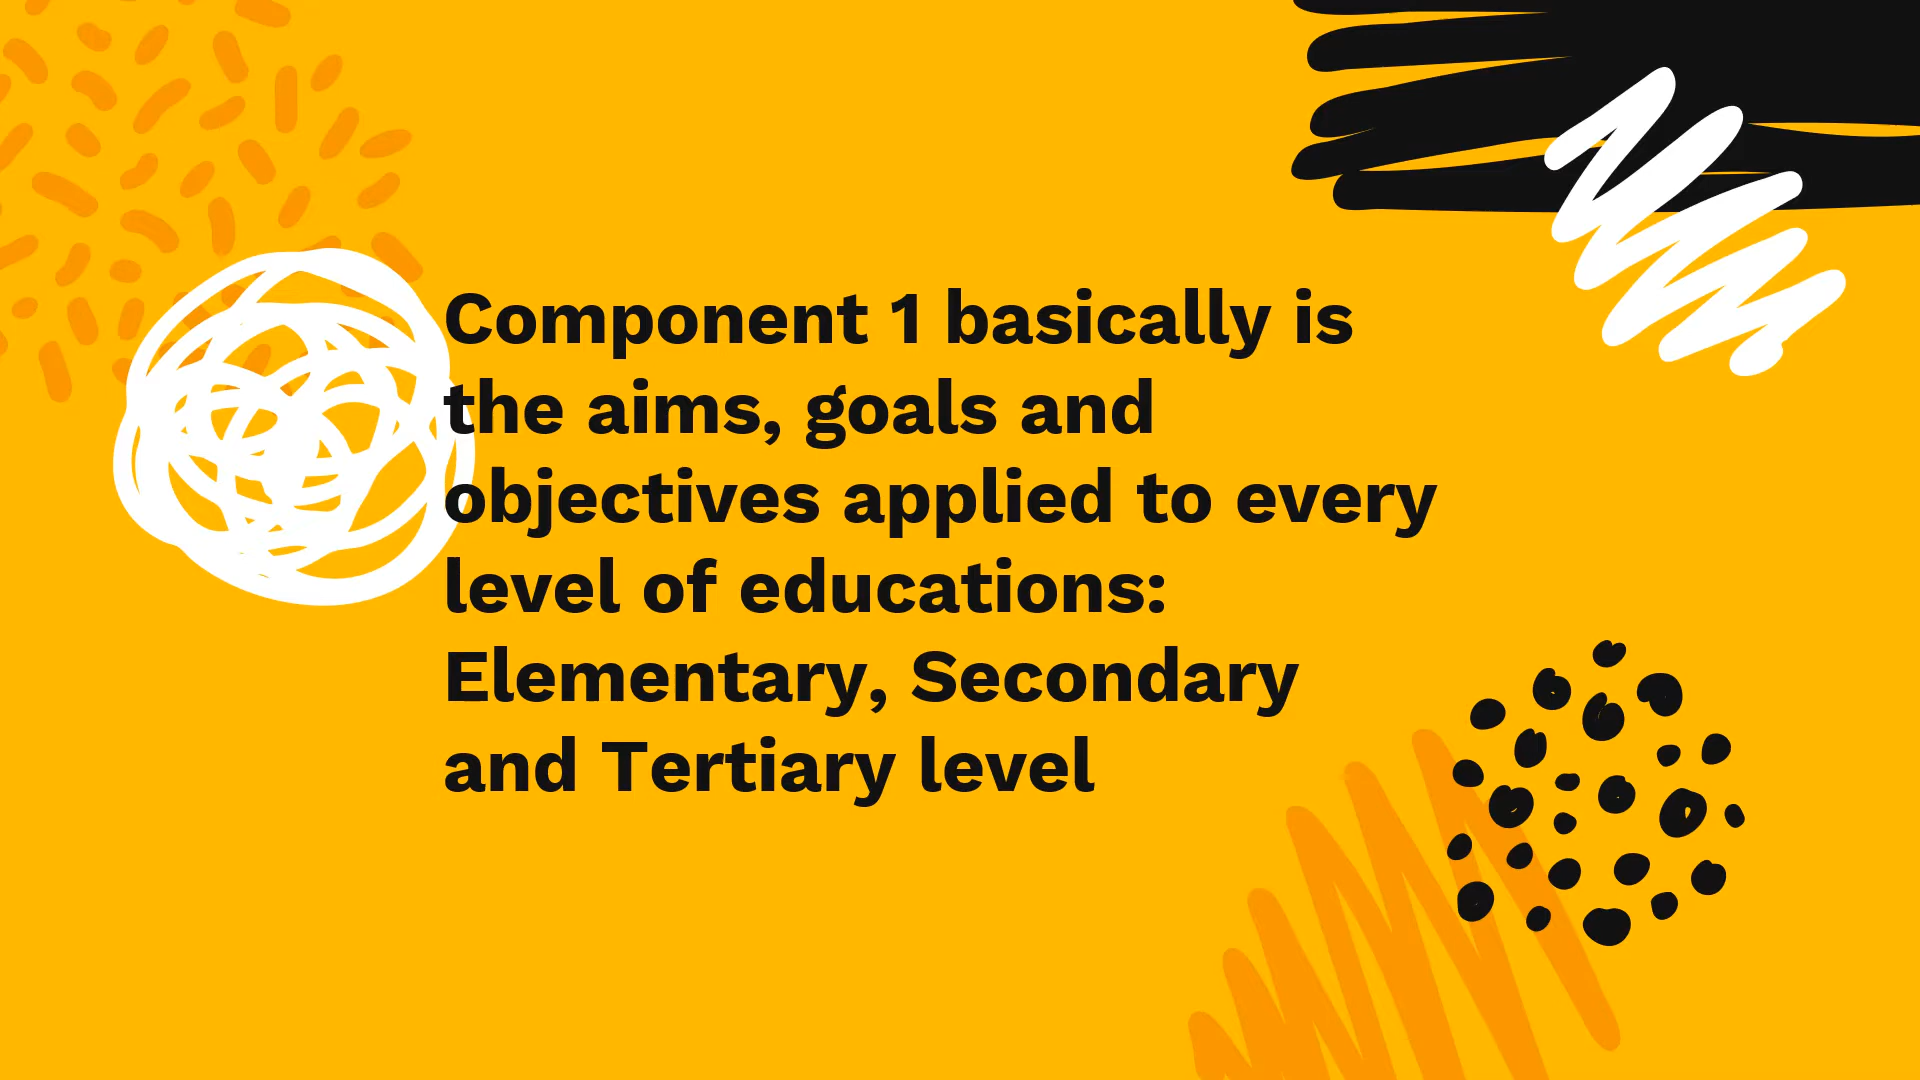 Component 1 basically is
the aims, goals and
objectives applied to every
level of educations:
Elementary, Secondary
and Tertiary level